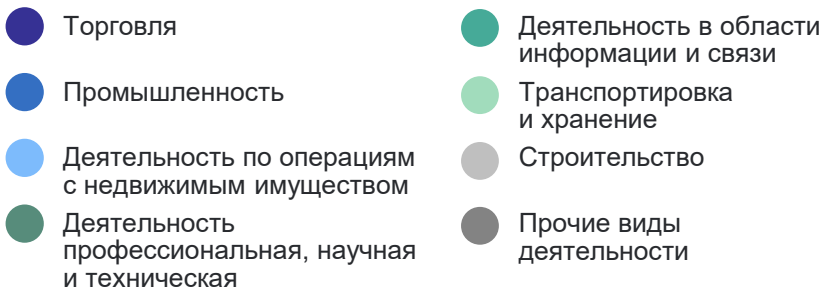 Торговля
Промышленность
Деятельность по операциям
с недвижимым имуществом
Деятельность
профессиональная, научная
и техническая
Деятельность в области
информации и связи
Транспортировка
и хранение
Строительство
Прочие виды
деятельности